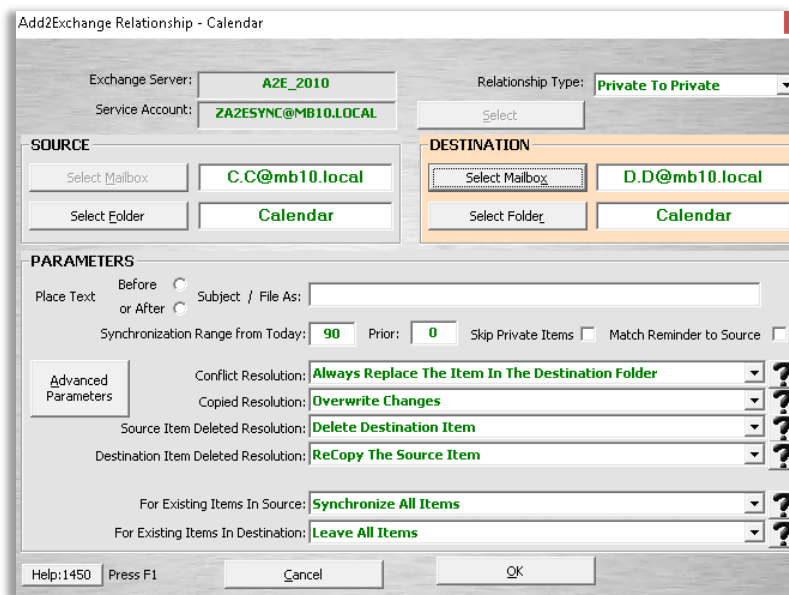 Add2Exchange Relationship - Calendar
Exchange Server: A2E_2010 Relationship Type: Private To Private
Service Account: ZA2ESYNC@MB10.LOCAL Select
SOURCE DESTINATION
Select Mailbox C.C@mb10.local Select Mailbox D.D@mb10.local
Select Folder Calendar Select Folder Calendar
PARAMETERS
Place Text Before
or After Subject / File As:
Synchronization Range from Today: 90 Prior: 0 Skip Private Items Match Reminder to Source
Advanced
Parameters
Conflict Resolution: Always Replace The Item In The Destination Folder ?
Copied Resolution: Overwrite Changes ?
Source Item Deleted Resolution: Delete Destination Item ?
Destination Item Deleted Resolution: ReCopy The Source Item ?
For Existing Items In Source: Synchronize All Items ?
For Existing Items In Destination: Leave All Items ?
Help:1450 Press F1 Cancel OK